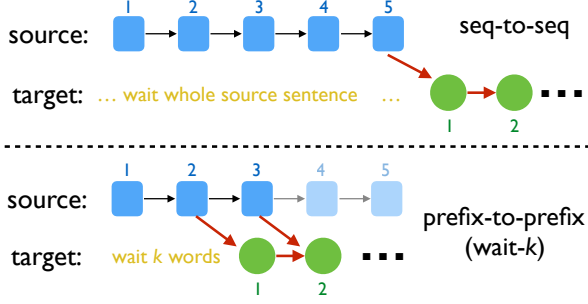 1 2 3 4 5
source: seq-to-seq
target: ... wait whole source sentence ...
1 2
1 2 3 4 5
source:
prefix-to-prefix
(wait-k)
target: wait k words
1 2